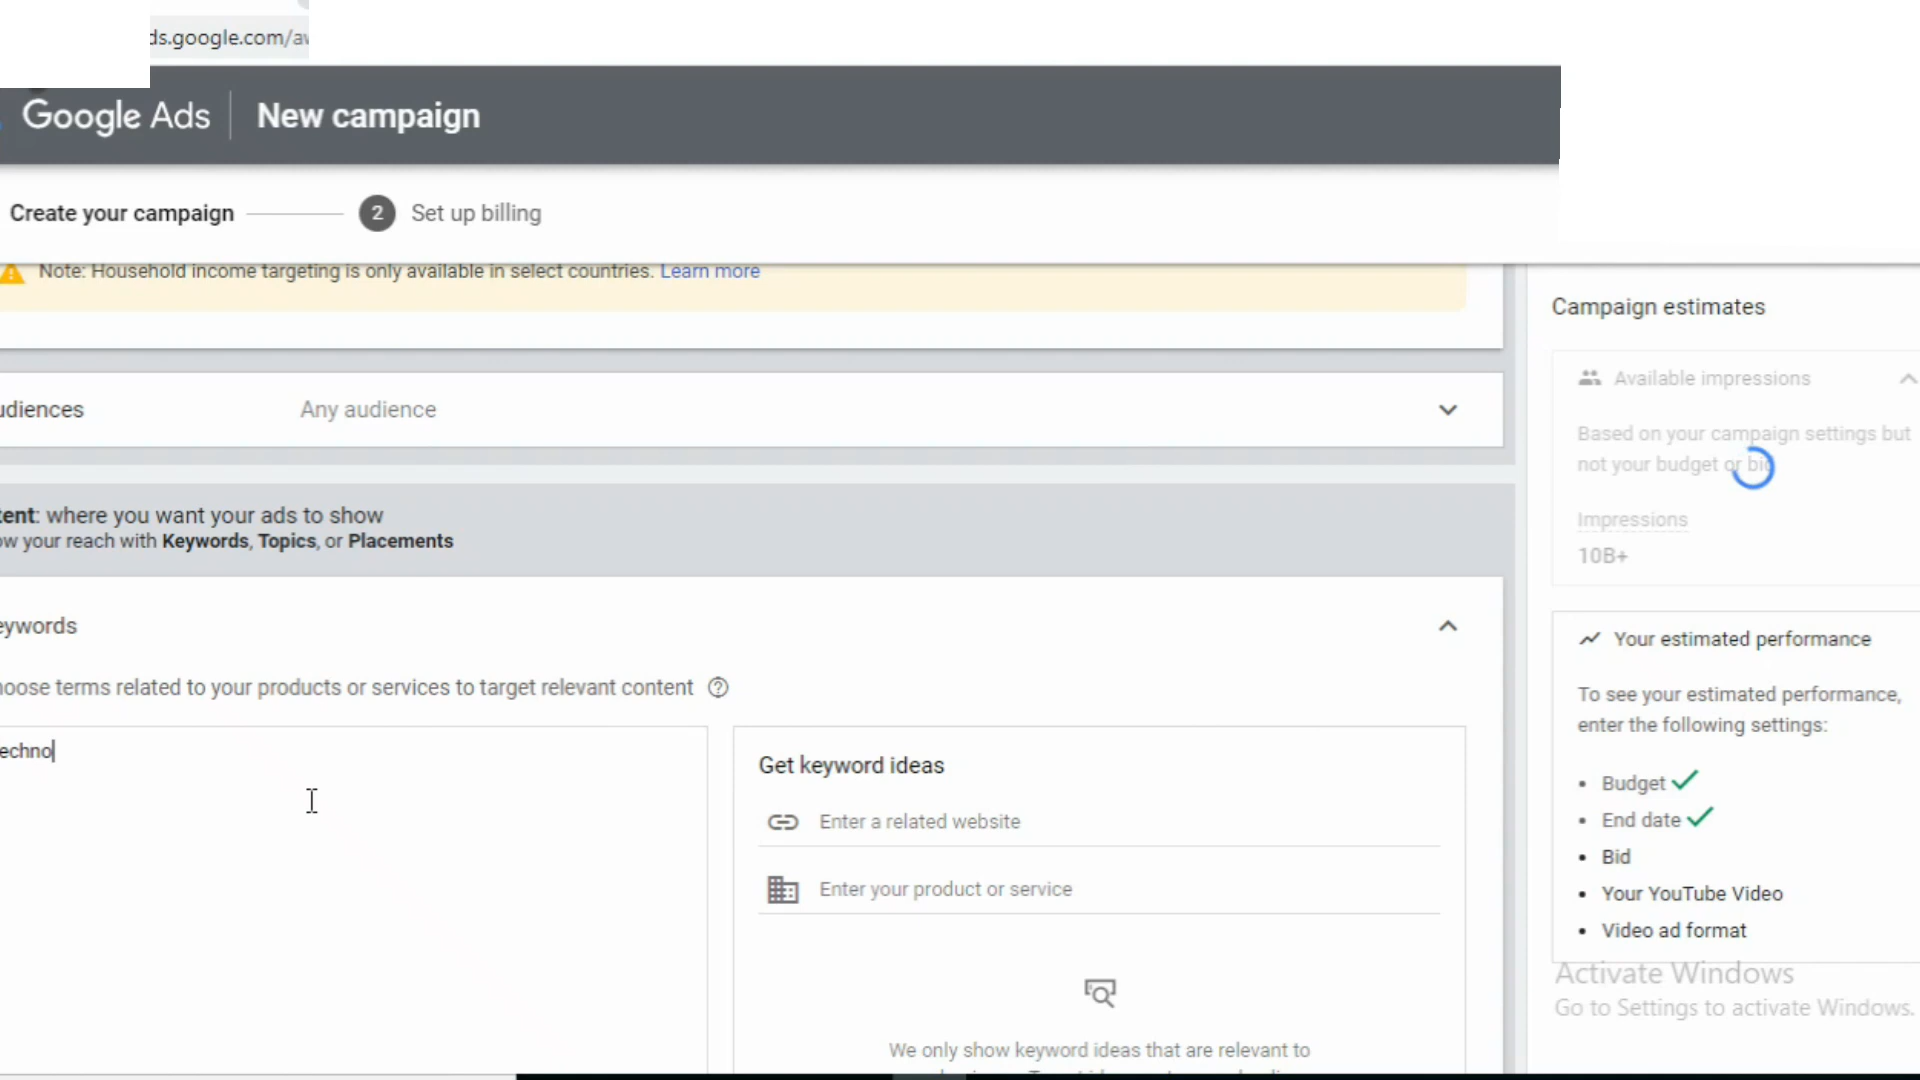 ds.google.com/aw
Google Ads
New campaign
Create your campaign
2
Set up billing
Note: Household income targeting is only available in select countries. Learn more
udiences
Any audience
tent: where you want your ads to show
ow your reach with Keywords, Topics, or Placements
eywords
hoose terms related to your products or services to target relevant content
echno
Get keyword ideas
Enter a related website
Enter your product or service
We only show keyword ideas that are relevant to
Campaign estimates
Available impressions
Based on your campaign settings but
not your budget or bid
Impressions
10B+
Your estimated performance
To see your estimated performance,
enter the following settings:
• Budget
• End date
• Bid
• Your YouTube Video
• Video ad format
Activate Windows
Go to Settings to activate Windows.